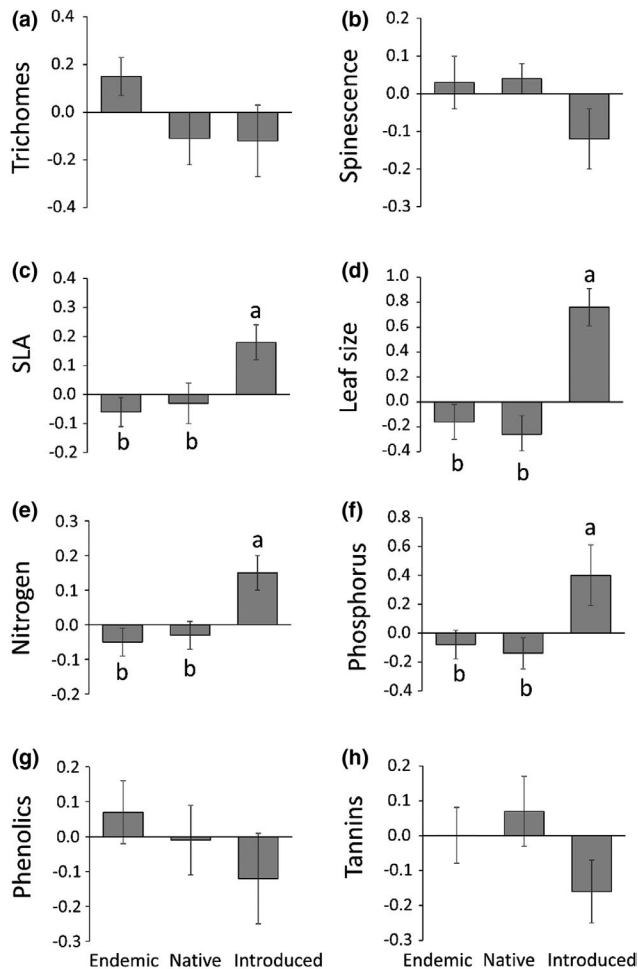 (a)
Trichomes
0.4
0.2
0.0
-0.2
-0.4
(b)
Spinescence
0.2
0.1
0.0
-0.1
-0.2
-0.3
(c)
SLA
0.4
0.3
0.2
0.1
0.0
-0.1
-0.2
b
b
a
(d)
Leaf size
1.0
0.8
0.6
0.4
0.2
0.0
-0.2
-0.4
b
b
a
(e)
Nitrogen
0.3
0.2
0.1
0.0
-0.1
-0.2
b
b
a
(f)
Phosphorus
0.8
0.6
0.4
0.2
0.0
-0.2
-0.4
b
b
a
(g)
Phenolics
0.2
0.1
0.0
-0.1
-0.2
-0.3
Endemic Native Introduced
(h)
Tannins
0.2
0.1
0.0
-0.1
-0.2
-0.3
Endemic Native Introduced